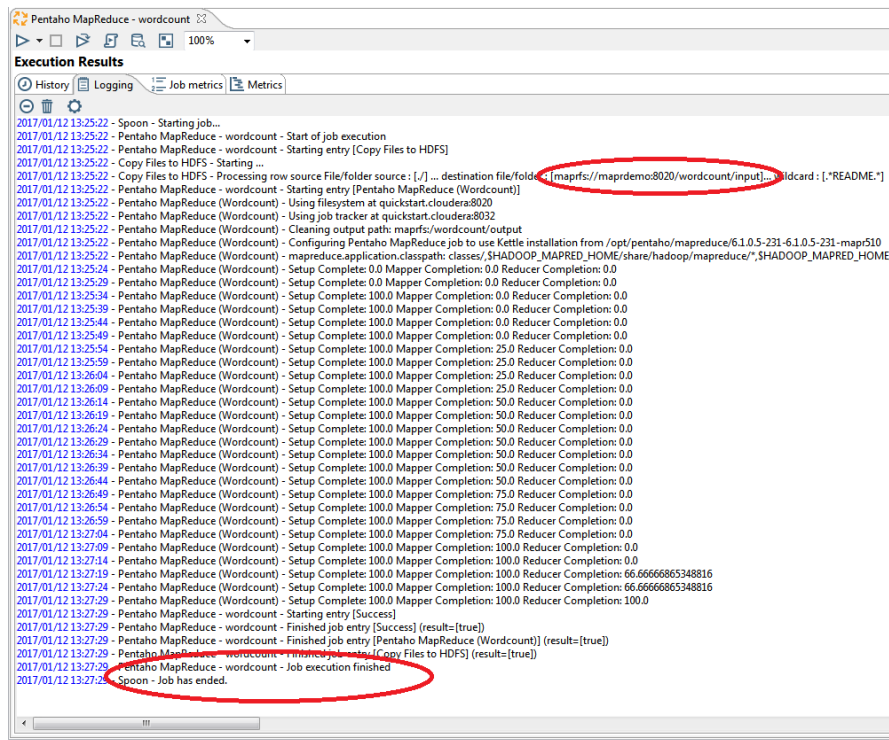 Pentaho MapReduce - wordcount
100%
Execution Results
History Logging Job metrics Metrics
2017/01/12 13:25:22 - Spoon - Starting job...
2017/01/12 13:25:22 - Pentaho MapReduce - wordcount - Start of job execution
2017/01/12 13:25:22 - Pentaho MapReduce - wordcount - Starting entry [Copy Files to HDFS]
2017/01/12 13:25:22 - Copy Files to HDFS - Starting ...
2017/01/12 13:25:22 - Copy Files to HDFS - Processing row source File/folder source : [./] ... destination file/folder : [maprfs://maprdemo:8020/wordcount/input]... wildcard : [.*README.*]
2017/01/12 13:25:22 - Pentaho MapReduce - wordcount - Starting entry [Pentaho MapReduce (Wordcount)]
2017/01/12 13:25:22 - Pentaho MapReduce (Wordcount) - Using filesystem at quickstart.cloudera:8020
2017/01/12 13:25:22 - Pentaho MapReduce (Wordcount) - Using job tracker at quickstart.cloudera:8032
2017/01/12 13:25:22 - Pentaho MapReduce (Wordcount) - Cleaning output path: maprfs:/wordcount/output
2017/01/12 13:25:22 - Pentaho MapReduce (Wordcount) - Configuring Pentaho MapReduce job to use Kettle installation from /opt/pentaho/mapreduce/6.1.0.5-231-6.1.0.5-231-mapr510
2017/01/12 13:25:22 - Pentaho MapReduce (Wordcount) - mapreduce.application.classpath: classes/,$HADOOP_MAPRED_HOME/share/hadoop/mapreduce/*,$HADOOP_MAPRED_HOME
2017/01/12 13:25:24 - Pentaho MapReduce (Wordcount) - Setup Complete: 0.0 Mapper Completion: 0.0 Reducer Completion: 0.0
2017/01/12 13:25:29 - Pentaho MapReduce (Wordcount) - Setup Complete: 0.0 Mapper Completion: 0.0 Reducer Completion: 0.0
2017/01/12 13:25:34 - Pentaho MapReduce (Wordcount) - Setup Complete: 100.0 Mapper Completion: 0.0 Reducer Completion: 0.0
2017/01/12 13:25:39 - Pentaho MapReduce (Wordcount) - Setup Complete: 100.0 Mapper Completion: 0.0 Reducer Completion: 0.0
2017/01/12 13:25:44 - Pentaho MapReduce (Wordcount) - Setup Complete: 100.0 Mapper Completion: 0.0 Reducer Completion: 0.0
2017/01/12 13:25:49 - Pentaho MapReduce (Wordcount) - Setup Complete: 100.0 Mapper Completion: 0.0 Reducer Completion: 0.0
2017/01/12 13:25:54 - Pentaho MapReduce (Wordcount) - Setup Complete: 100.0 Mapper Completion: 25.0 Reducer Completion: 0.0
2017/01/12 13:25:59 - Pentaho MapReduce (Wordcount) - Setup Complete: 100.0 Mapper Completion: 25.0 Reducer Completion: 0.0
2017/01/12 13:26:04 - Pentaho MapReduce (Wordcount) - Setup Complete: 100.0 Mapper Completion: 25.0 Reducer Completion: 0.0
2017/01/12 13:26:09 - Pentaho MapReduce (Wordcount) - Setup Complete: 100.0 Mapper Completion: 25.0 Reducer Completion: 0.0
2017/01/12 13:26:14 - Pentaho MapReduce (Wordcount) - Setup Complete: 100.0 Mapper Completion: 50.0 Reducer Completion: 0.0
2017/01/12 13:26:19 - Pentaho MapReduce (Wordcount) - Setup Complete: 100.0 Mapper Completion: 50.0 Reducer Completion: 0.0
2017/01/12 13:26:24 - Pentaho MapReduce (Wordcount) - Setup Complete: 100.0 Mapper Completion: 50.0 Reducer Completion: 0.0
2017/01/12 13:26:29 - Pentaho MapReduce (Wordcount) - Setup Complete: 100.0 Mapper Completion: 50.0 Reducer Completion: 0.0
2017/01/12 13:26:34 - Pentaho MapReduce (Wordcount) - Setup Complete: 100.0 Mapper Completion: 50.0 Reducer Completion: 0.0
2017/01/12 13:26:39 - Pentaho MapReduce (Wordcount) - Setup Complete: 100.0 Mapper Completion: 50.0 Reducer Completion: 0.0
2017/01/12 13:26:44 - Pentaho MapReduce (Wordcount) - Setup Complete: 100.0 Mapper Completion: 50.0 Reducer Completion: 0.0
2017/01/12 13:26:49 - Pentaho MapReduce (Wordcount) - Setup Complete: 100.0 Mapper Completion: 75.0 Reducer Completion: 0.0
2017/01/12 13:26:54 - Pentaho MapReduce (Wordcount) - Setup Complete: 100.0 Mapper Completion: 75.0 Reducer Completion: 0.0
2017/01/12 13:26:59 - Pentaho MapReduce (Wordcount) - Setup Complete: 100.0 Mapper Completion: 75.0 Reducer Completion: 0.0
2017/01/12 13:27:04 - Pentaho MapReduce (Wordcount) - Setup Complete: 100.0 Mapper Completion: 75.0 Reducer Completion: 0.0
2017/01/12 13:27:09 - Pentaho MapReduce (Wordcount) - Setup Complete: 100.0 Mapper Completion: 100.0 Reducer Completion: 0.0
2017/01/12 13:27:14 - Pentaho MapReduce (Wordcount) - Setup Complete: 100.0 Mapper Completion: 100.0 Reducer Completion: 0.0
2017/01/12 13:27:19 - Pentaho MapReduce (Wordcount) - Setup Complete: 100.0 Mapper Completion: 100.0 Reducer Completion: 66.66666865348816
2017/01/12 13:27:24 - Pentaho MapReduce (Wordcount) - Setup Complete: 100.0 Mapper Completion: 100.0 Reducer Completion: 66.66666865348816
2017/01/12 13:27:29 - Pentaho MapReduce (Wordcount) - Setup Complete: 100.0 Mapper Completion: 100.0 Reducer Completion: 100.0
2017/01/12 13:27:29 - Pentaho MapReduce - wordcount - Starting entry [Success]
2017/01/12 13:27:29 - Pentaho MapReduce - wordcount - Finished job entry [Success] (result=[true])
2017/01/12 13:27:29 - Pentaho MapReduce - wordcount - Finished job entry [Pentaho MapReduce (Wordcount)] (result=[true])
2017/01/12 13:27:29 - Pentaho MapReduce - wordcount - Finished job entry [Copy Files to HDFS] (result=[true])
2017/01/12 13:27:29 - Pentaho MapReduce - wordcount - Job execution finished
2017/01/12 13:27:29 - Spoon - Job has ended.